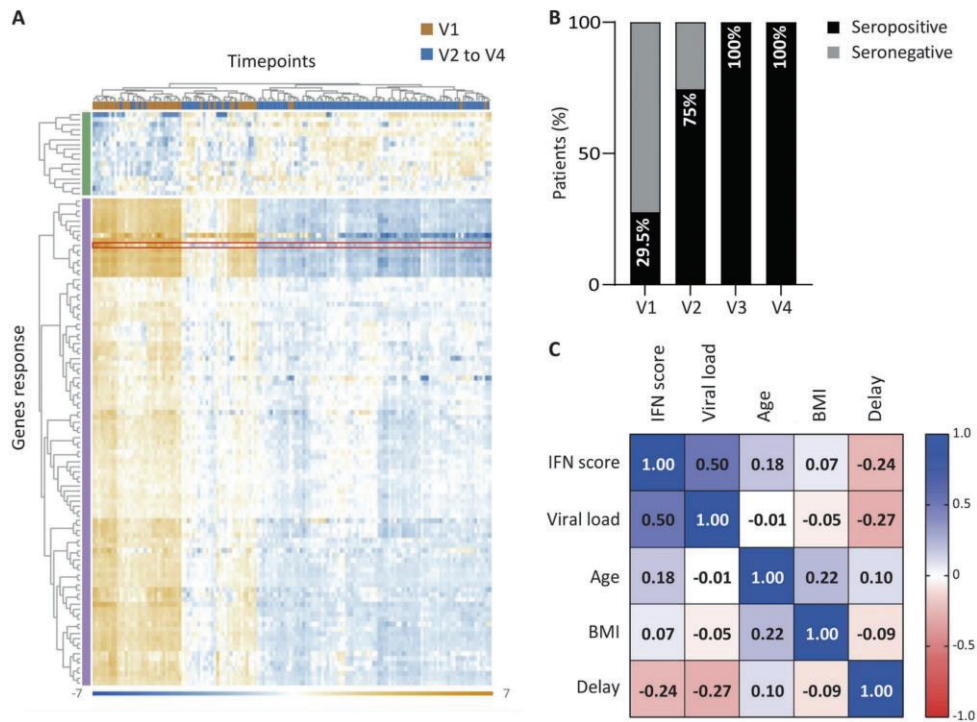 A
V1
V2 to V4
Timepoints
Genes response
-7
7
B
Seropositive
Seronegative
Patients (%)
100
50
0
29.5%
75%
100%
100%
V1
V2
V3
V4
C
IFN score
Viral load
Age
BMI
Delay
IFN score
1.00
0.50
0.18
0.07
-0.24
Viral load
0.50
1.00
-0.01
-0.05
-0.27
Age
0.18
-0.01
1.00
0.22
0.10
BMI
0.07
-0.05
0.22
1.00
-0.09
Delay
-0.24
-0.27
0.10
-0.09
1.00
1.0
0.5
0
-0.5
-1.0